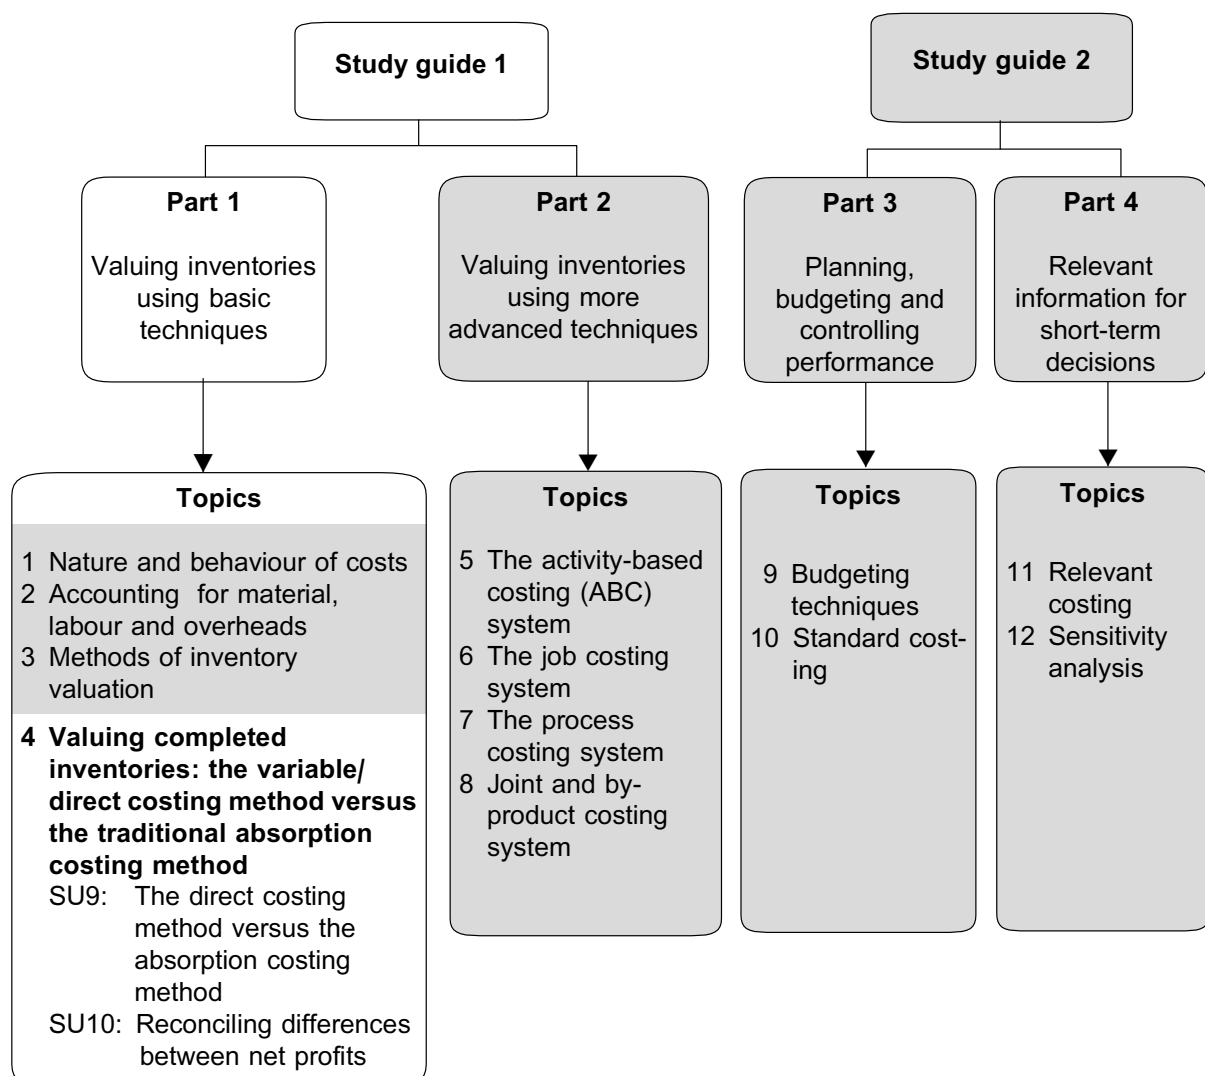 Study guide 1
Study guide 2
Part 1
Valuing inventories
using basic
techniques
Part 2
Valuing inventories
using more
advanced techniques
Part 3
Planning,
budgeting and
controlling
performance
Part 4
Relevant
information for
short-term
decisions
Topics
1 Nature and behaviour of costs
2 Accounting for material,
labour and overheads
3 Methods of inventory
valuation
4 Valuing completed
inventories: the variable/
direct costing method versus
the traditional absorption
costing method
SU9: The direct costing
method versus the
absorption costing
method
SU10: Reconciling differences
between net profits
Topics
5 The activity-based
costing (ABC)
system
6 The job costing
system
7 The process
costing system
8 Joint and by-
product costing
system
Topics
9 Budgeting
techniques
10 Standard cost-
ing
Topics
11 Relevant
costing
12 Sensitivity
analysis